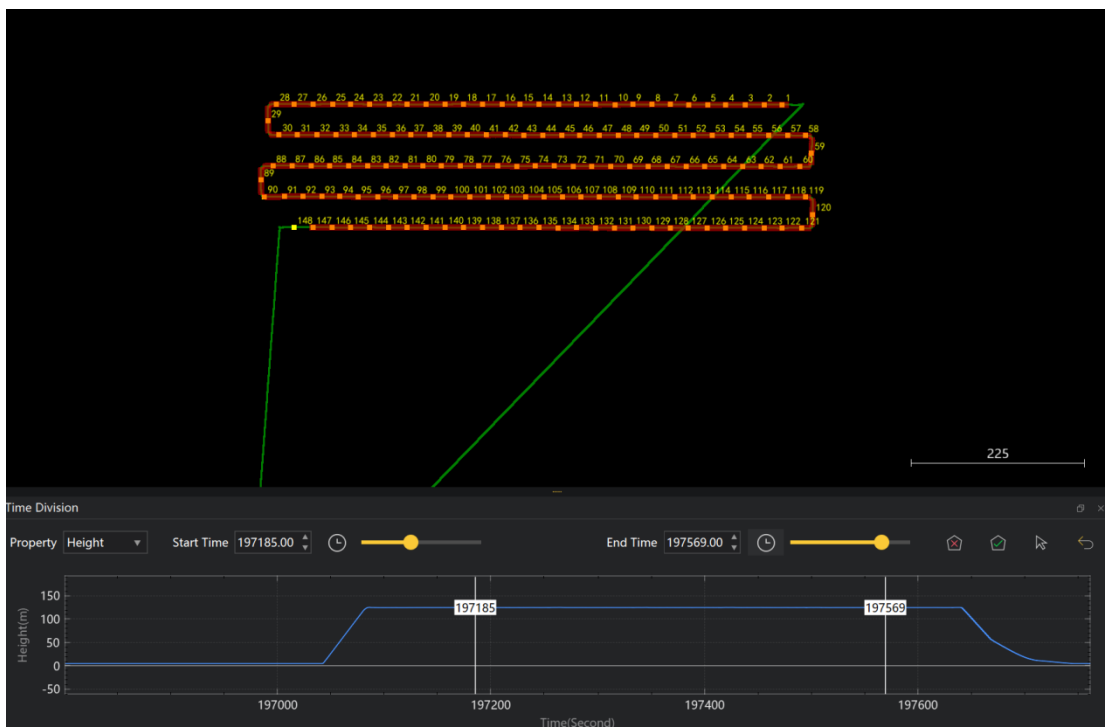 28 27 26 25 24 23 22 21 20 19 18 17 16 15 14 13 12 11 10 9 8 7 6 5 4 3 2 1
29
30 31 32 33 34 35 36 37 38 39 40 41 42 43 44 45 46 47 48 49 50 51 52 53 54 55 56 57 58
59
88 87 86 85 84 83 82 81 80 79 78 77 76 75 74 73 72 71 70 69 68 67 66 65 64 63 62 61 60
89
90 91 92 93 94 95 96 97 98 99 100 101 102 103 104 105 106 107 108 109 110 111 112 113 114 115 116 117 118 119
120
148 147 146 145 144 143 142 141 140 139 138 137 136 135 134 133 132 131 130 129 128 127 126 125 124 123 122 121
225
Time Division
Property Height Start Time 197185.00 End Time 197569.00
150
100
50
0
-50
Height(m)
197185 197569
197000 197200 197400 197600
Time(Second)